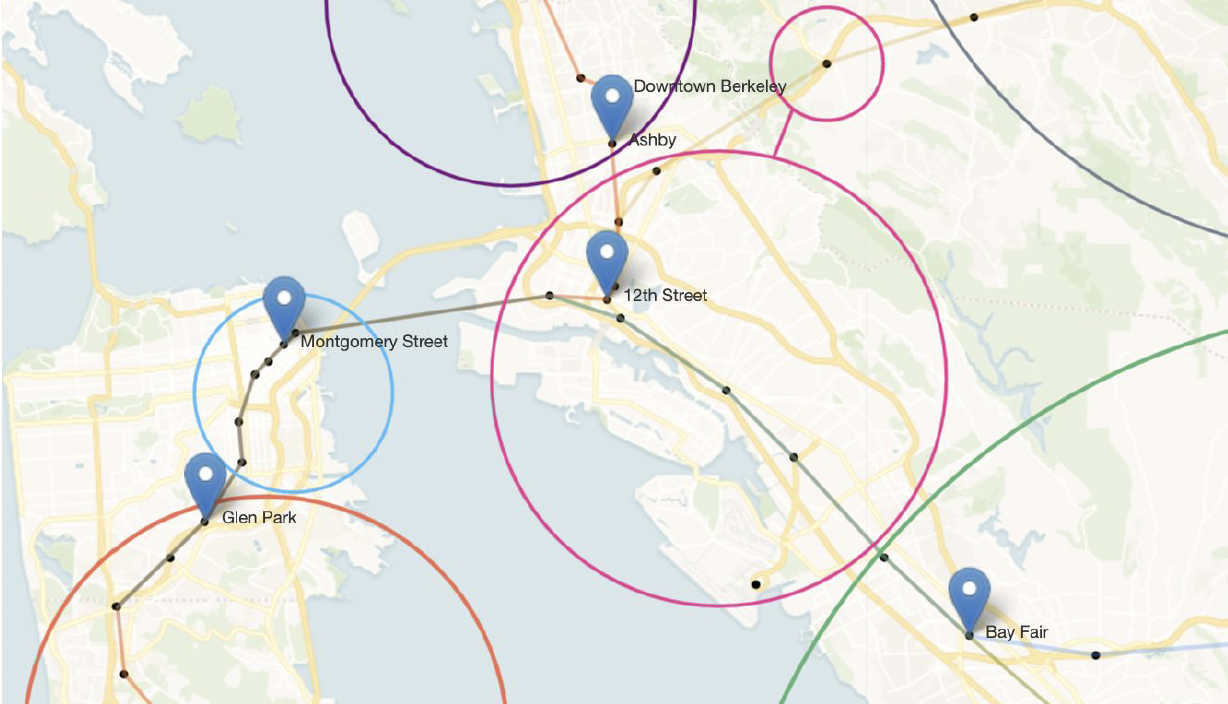 Downtown Berkeley
Ashby
12th Street
Montgomery Street
Glen Park
Bay Fair